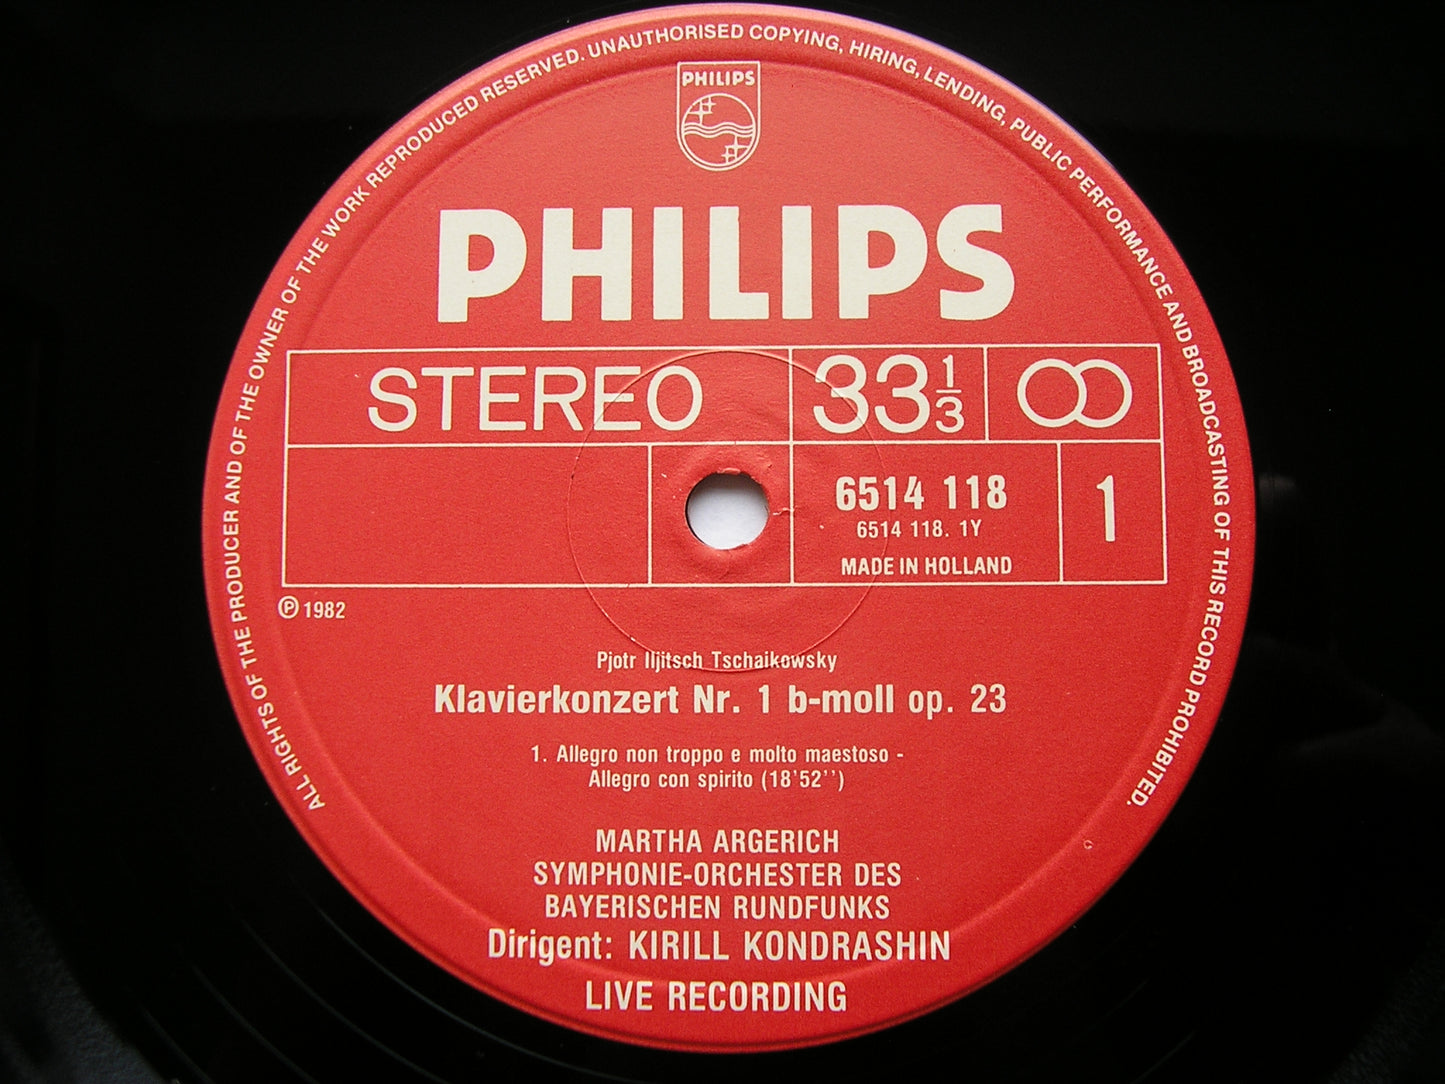 ALL RIGHTS OF THE PRODUCER AND OF THE OWNER OF THE WORK REPRODUCED RESERVED. UNAUTHORISED COPYING, HIRING, LENDING, PUBLIC PERFORMANCE AND BROADCASTING OF THIS RECORD PROHIBITED.
PHILIPS
PHILIPS
STEREO 33 1/3
6514 118 1
6514 118. 1Y
MADE IN HOLLAND
℗ 1982
Pjotr Iljitsch Tschaikowsky
Klavierkonzert Nr. 1 b-moll op. 23
1. Allegro non troppo e molto maestoso -
Allegro con spirito (18'52'')
MARTHA ARGERICH
SYMPHONIE-ORCHESTER DES
BAYERISCHEN RUNDFUNKS
Dirigent: KIRILL KONDRASHIN
LIVE RECORDING